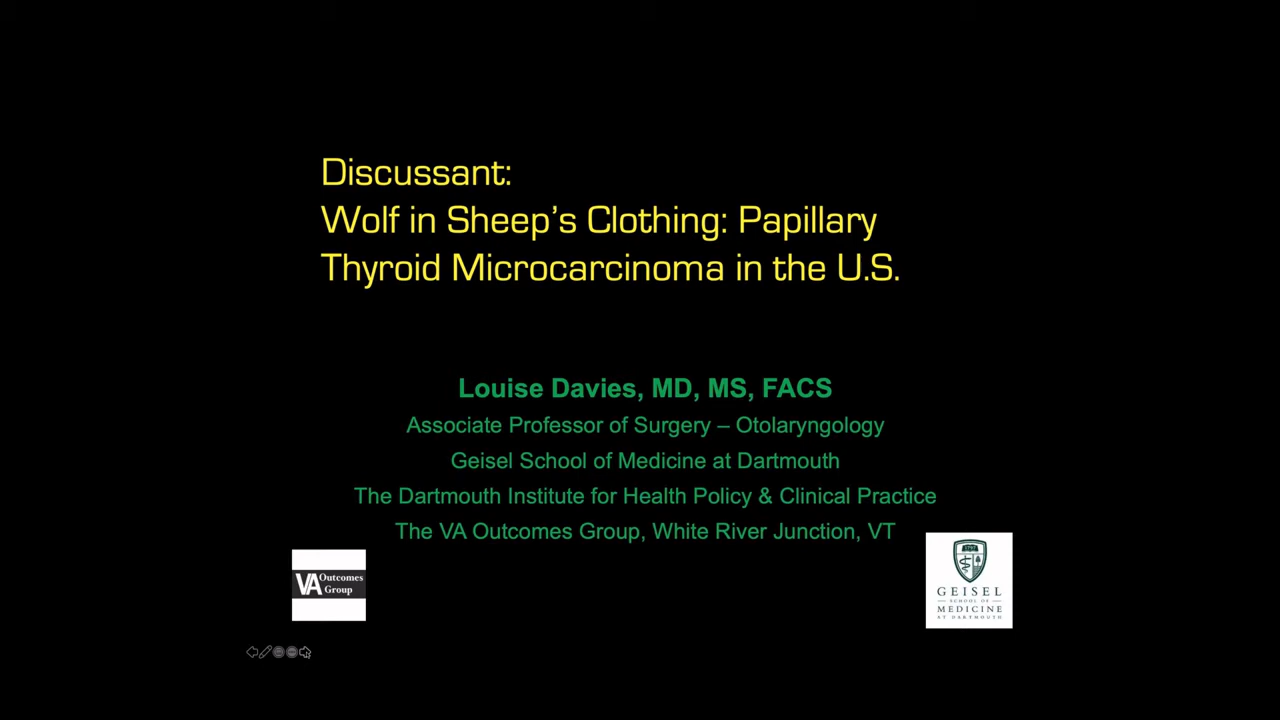 Discussant:
Wolf in Sheep's Clothing: Papillary
Thyroid Microcarcinoma in the U.S.
Louise Davies, MD, MS, FACS
Associate Professor of Surgery – Otolaryngology
Geisel School of Medicine at Dartmouth
The Dartmouth Institute for Health Policy & Clinical Practice
The VA Outcomes Group, White River Junction, VT
VA Outcomes
Group
GEISEL
SCHOOL OF
MEDICINE
AT DARTMOUTH